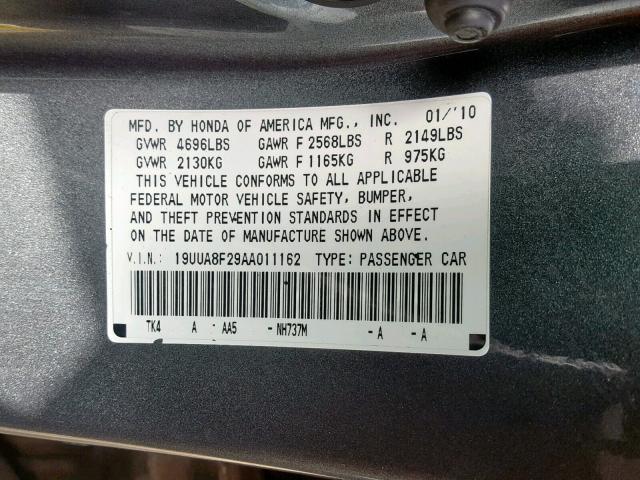 MFD. BY HONDA OF AMERICA MFG., INC. 01/'10
GVWR 4696LBS GAWR F 2568LBS R 2149LBS
GVWR 2130KG GAWR F 1165KG R 975KG
THIS VEHICLE CONFORMS TO ALL APPLICABLE
FEDERAL MOTOR VEHICLE SAFETY, BUMPER,
AND THEFT PREVENTION STANDARDS IN EFFECT
ON THE DATE OF MANUFACTURE SHOWN ABOVE.
V.I.N.: 19UUA8F29AA011162 TYPE: PASSENGER CAR
TK4 A : AA5 - NH737M - A - A